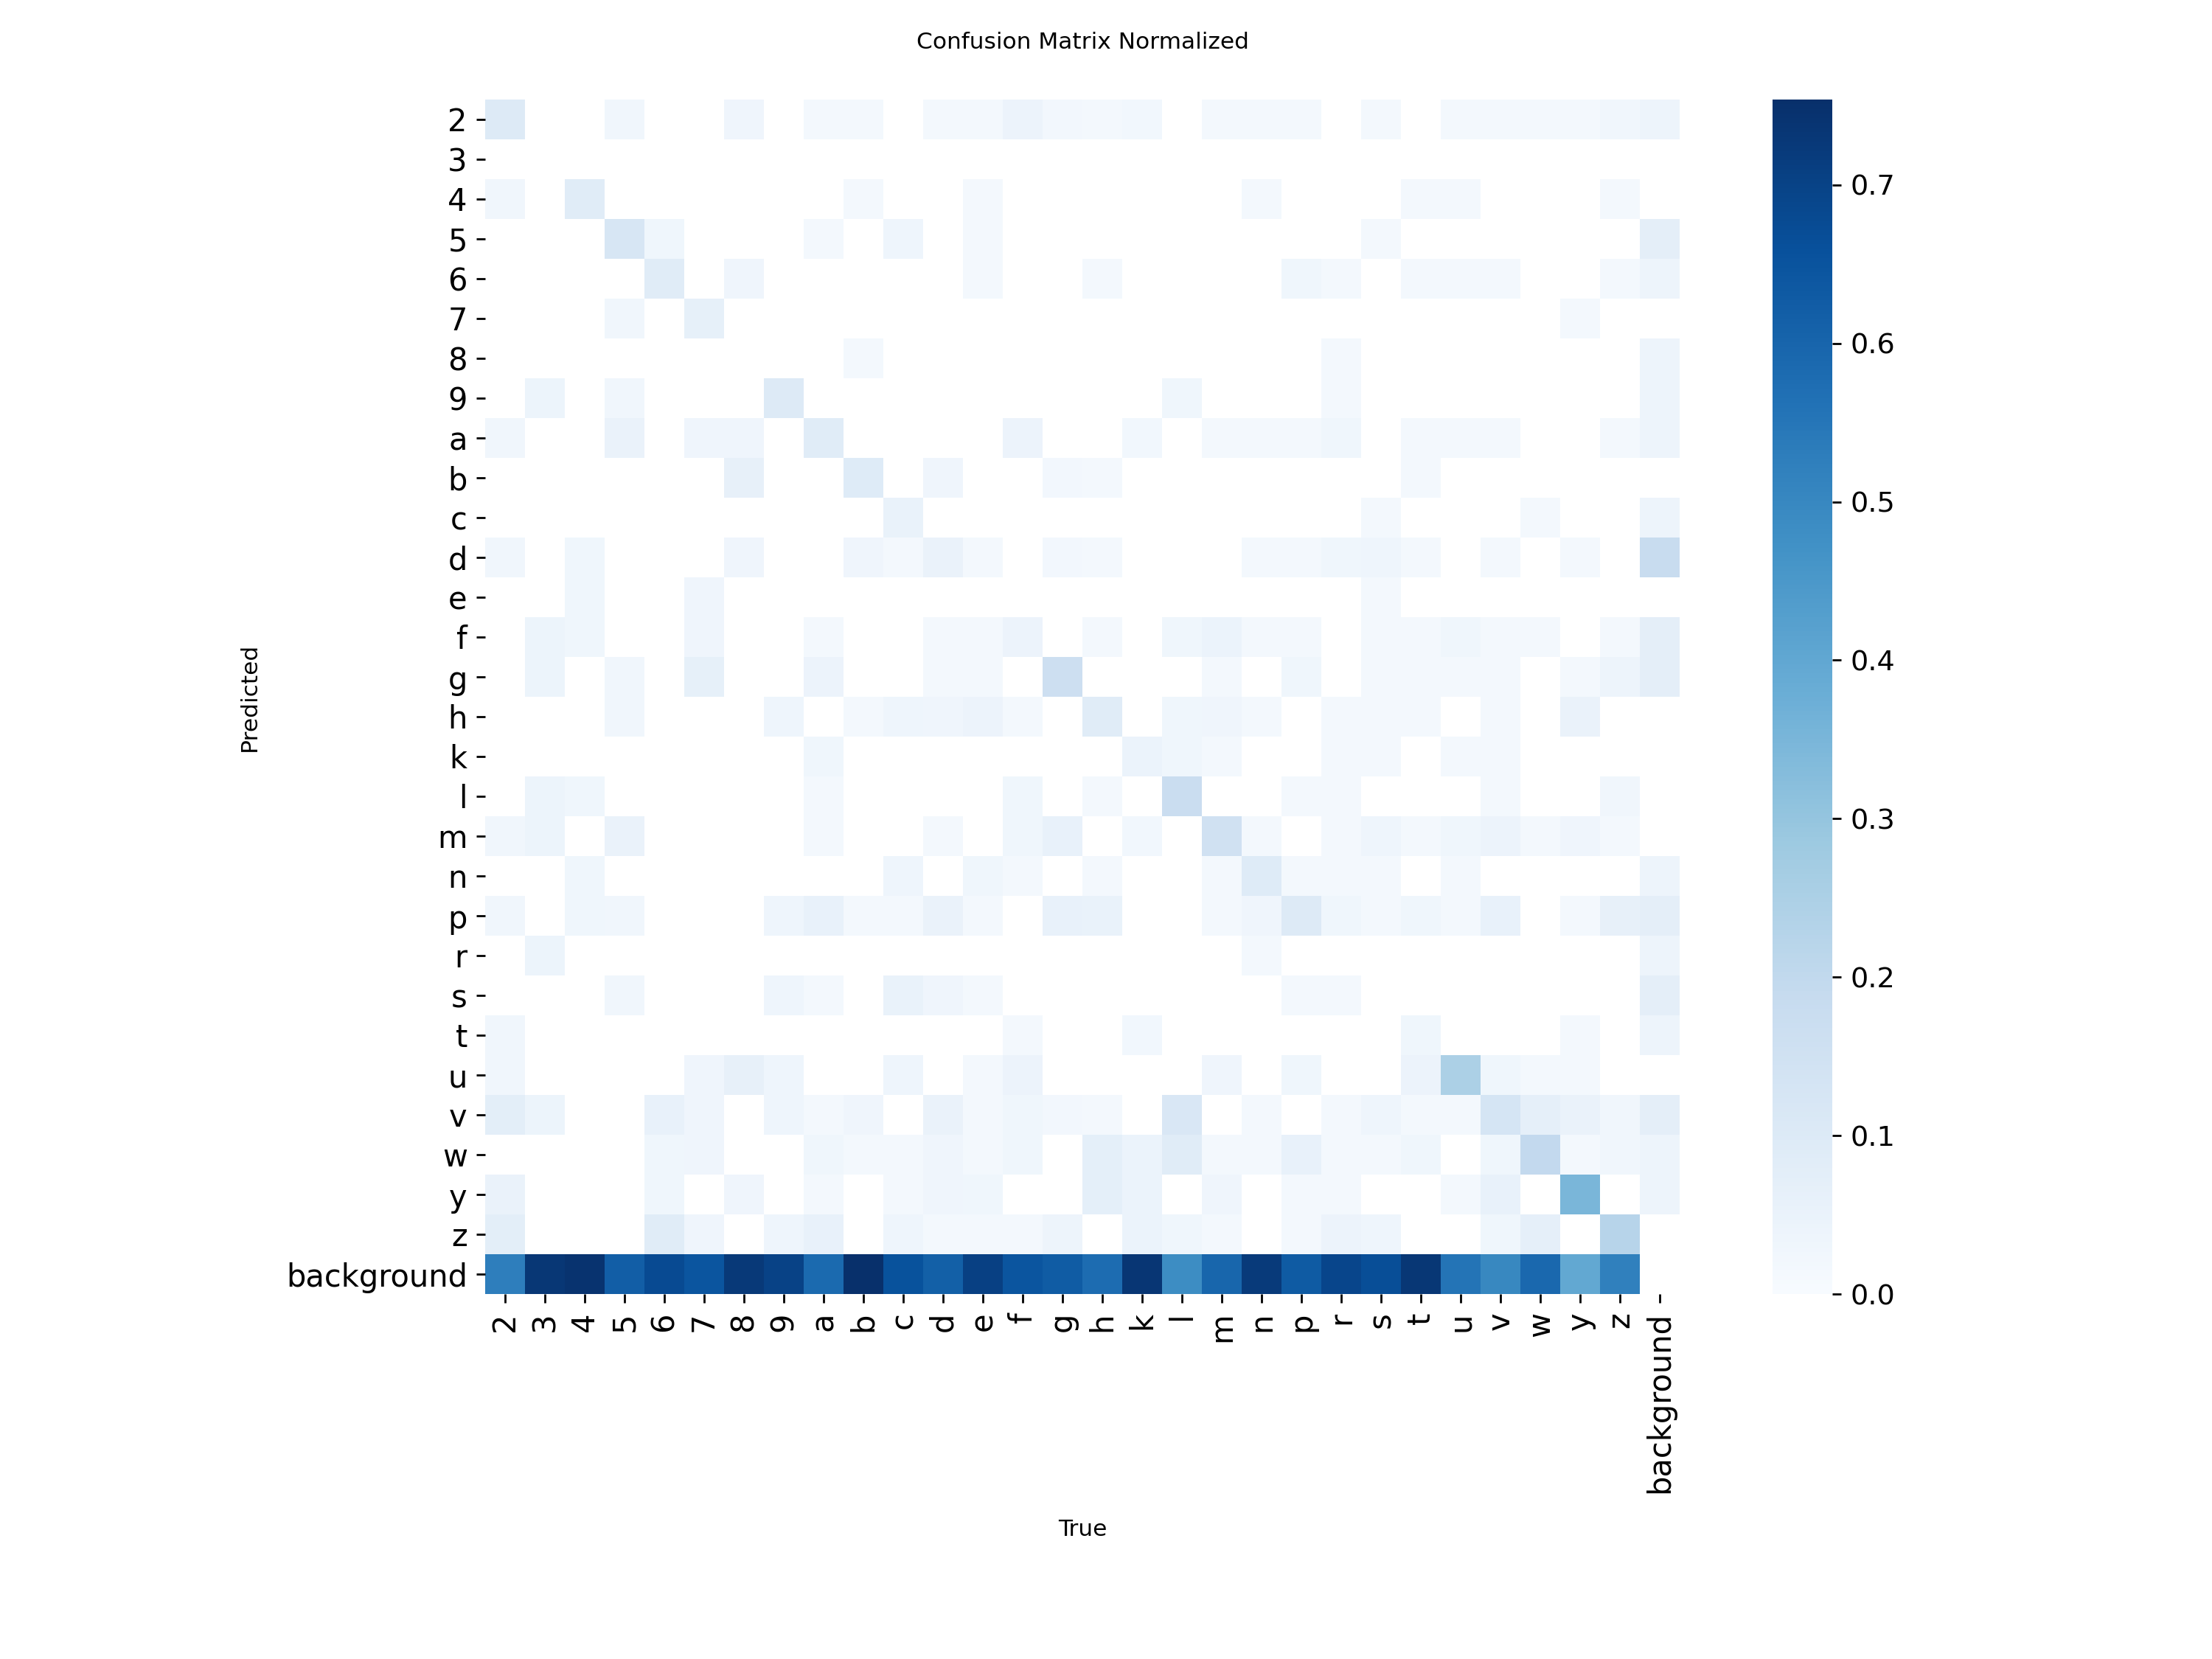 Confusion Matrix Normalized
Predicted
2
3
4
5
6
7
8
9
a
b
c
d
e
f
g
h
k
l
m
n
p
r
s
t
u
v
w
y
z
background
2 3 4 5 6 7 8 9 a b c d e f g h k l m n p r s t u v w y z background
True
0.7
0.6
0.5
0.4
0.3
0.2
0.1
0.0